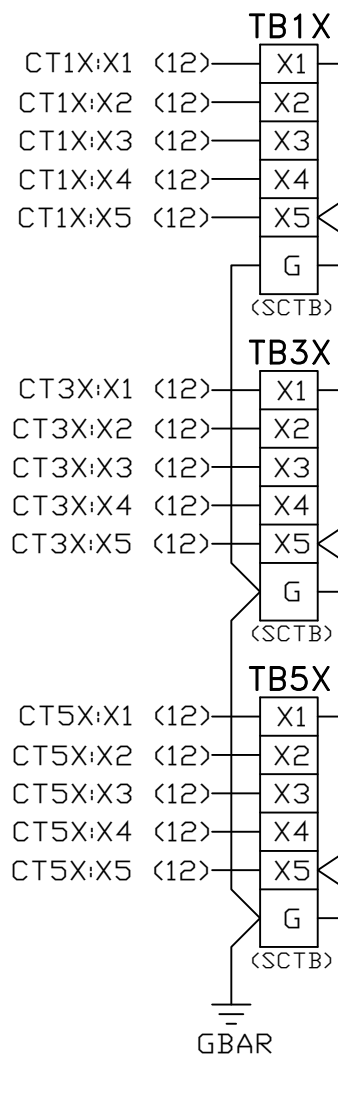 TB1X
CT1X:X1 (12) X1
CT1X:X2 (12) X2
CT1X:X3 (12) X3
CT1X:X4 (12) X4
CT1X:X5 (12) X5
G
(SCTB)
TB3X
CT3X:X1 (12) X1
CT3X:X2 (12) X2
CT3X:X3 (12) X3
CT3X:X4 (12) X4
CT3X:X5 (12) X5
G
(SCTB)
TB5X
CT5X:X1 (12) X1
CT5X:X2 (12) X2
CT5X:X3 (12) X3
CT5X:X4 (12) X4
CT5X:X5 (12) X5
G
(SCTB)
GBAR